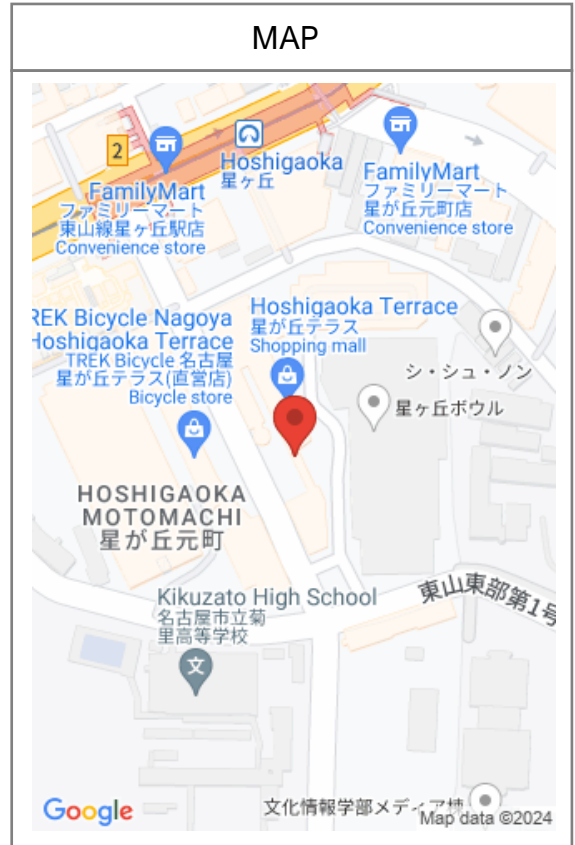 MAP
2
Hoshigaoka
星ヶ丘
FamilyMart
ファミリーマート
東山線星ヶ丘駅店
Convenience store
FamilyMart
ファミリーマート
星が丘元町店
Convenience store
REK Bicycle Nagoya
Hoshigaoka Terrace
TREK Bicycle 名古屋
星が丘テラス(直営店)
Bicycle store
Hoshigaoka Terrace
星が丘テラス
Shopping mall
シ・シュ・ノン
星ヶ丘ボウル
HOSHIGAOKA
MOTOMACHI
星が丘元町
Kikuzato High School
名古屋市立菊
里高等学校
文
東山東部第1号
文化情報学部メディア棟
Google
Map data ©2024